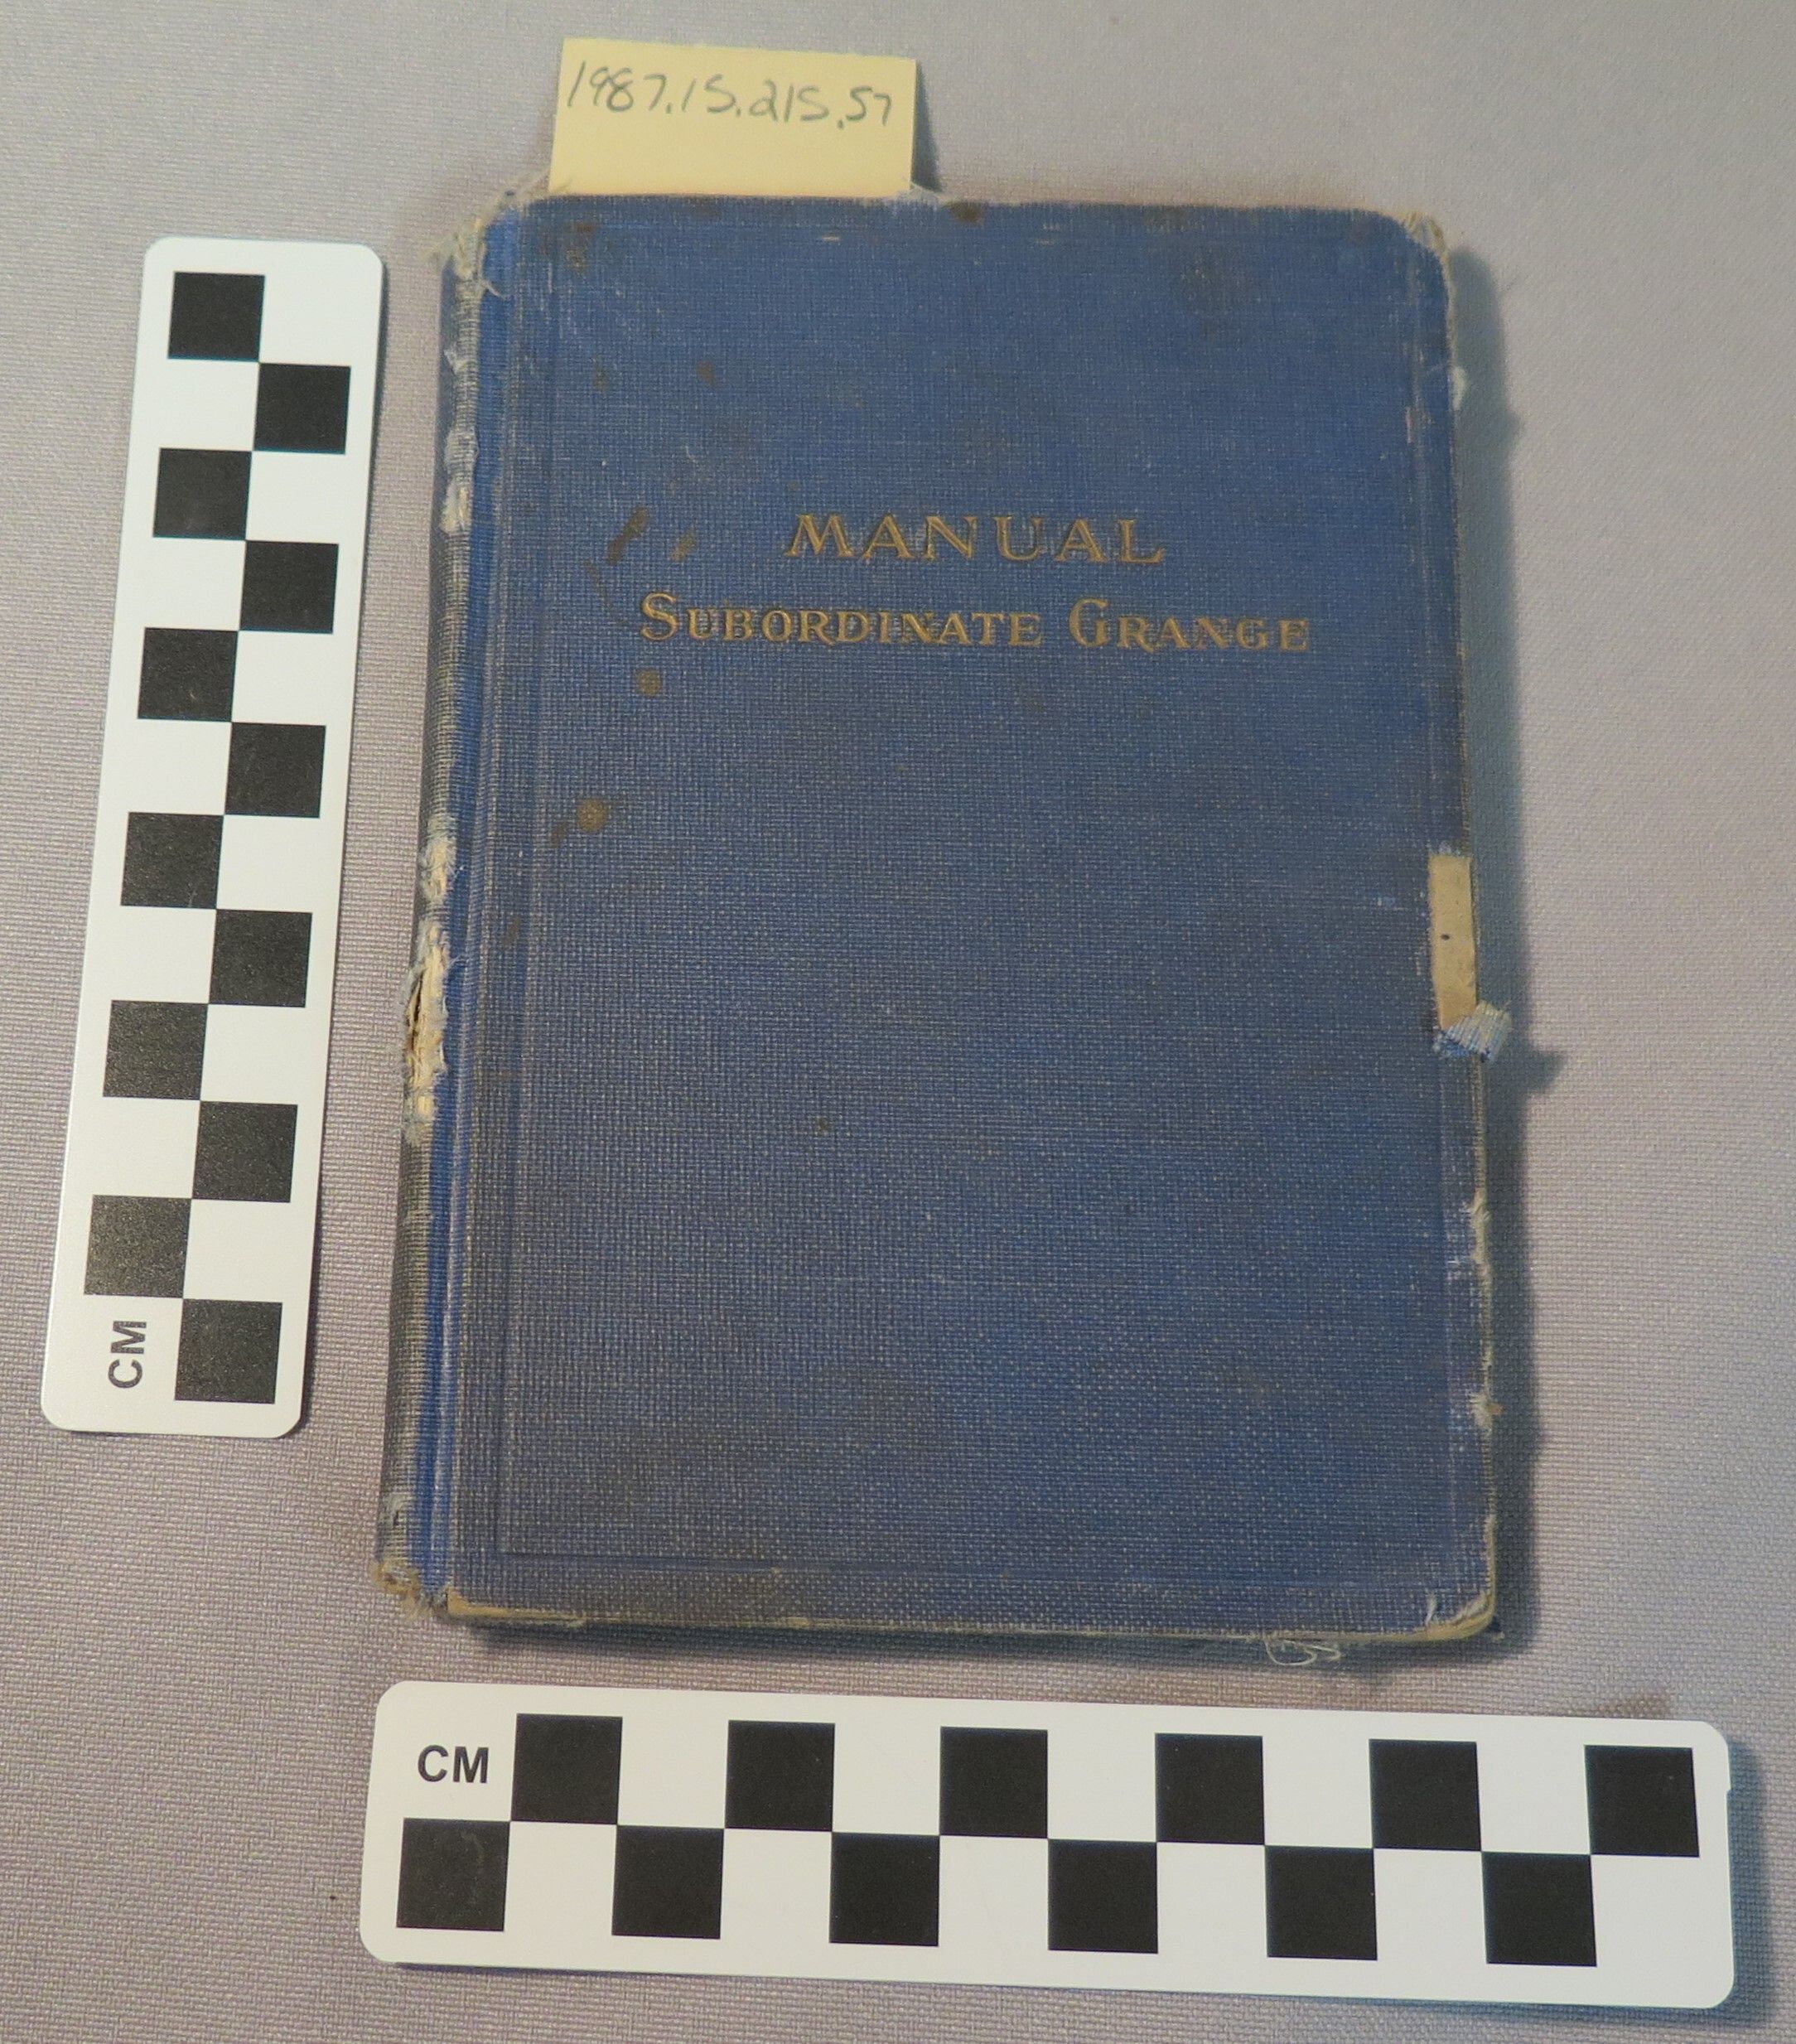 1987.15.215.57
MANUAL
SUBORDINATE GRANGE
CM
CM